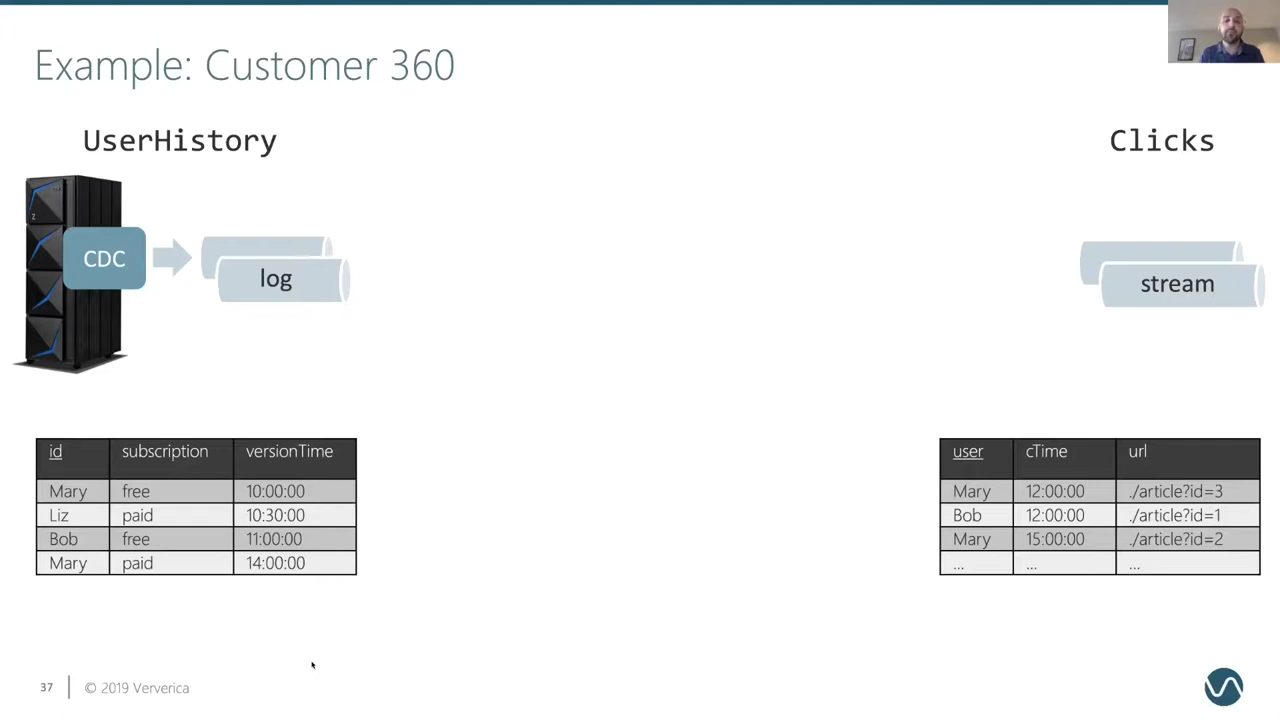 Example: Customer 360
UserHistory
Clicks
CDC
log
stream
id subscription versionTime
Mary free 10:00:00
Liz paid 10:30:00
Bob free 11:00:00
Mary paid 14:00:00
user cTime url
Mary 12:00:00 ./article?id=3
Bob 12:00:00 ./article?id=1
Mary 15:00:00 ./article?id=2
... ... ...
37 © 2019 Ververica